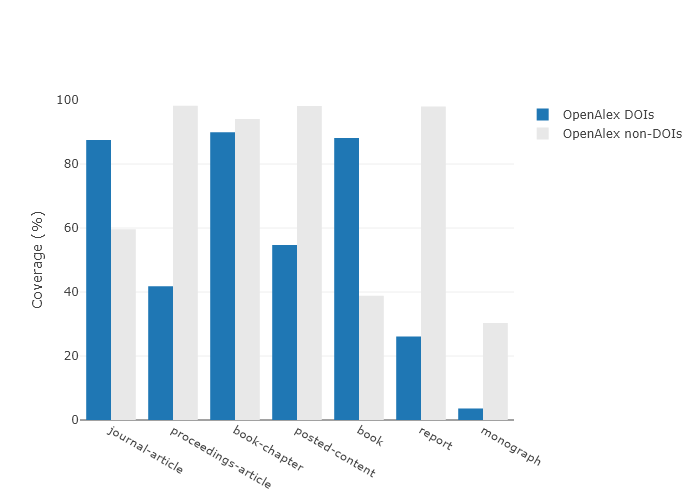 100
80
60
40
20
0
Coverage (%)
journal-article
proceedings-article
book-chapter
posted-content
book
report
monograph
OpenAlex DOIs
OpenAlex non-DOIs